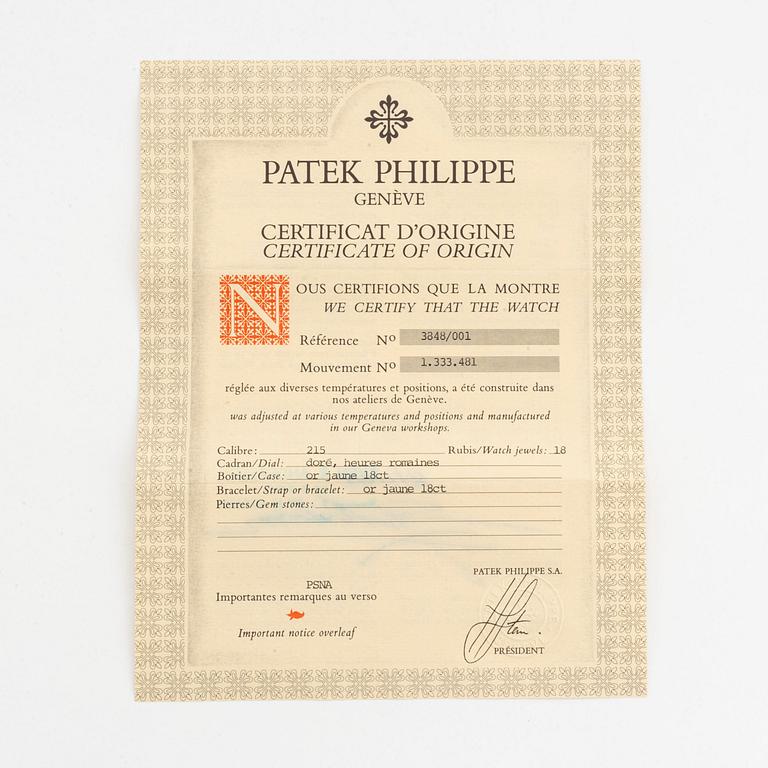 PATEK PHILIPPE
GENÈVE
CERTIFICAT D'ORIGINE
CERTIFICATE OF ORIGIN
NOUS CERTIFIONS QUE LA MONTRE
WE CERTIFY THAT THE WATCH
Référence No 3848/001
Mouvement No 1.333.481
réglée aux diverses températures et positions, a été construite dans
nos ateliers de Genève.
was adjusted at various temperatures and positions and manufactured
in our Geneva workshops.
Calibre: 215 Rubis/Watch jewels: 18
Cadran/Dial: doré, heures romaines
Boîtier/Case: or jaune 18ct
Bracelet/Strap or bracelet: or jaune 18ct
Pierres/Gem stones:
PATEK PHILIPPE S.A.
PSNA
Importantes remarques au verso
Important notice overleaf
Stern.
PRÉSIDENT